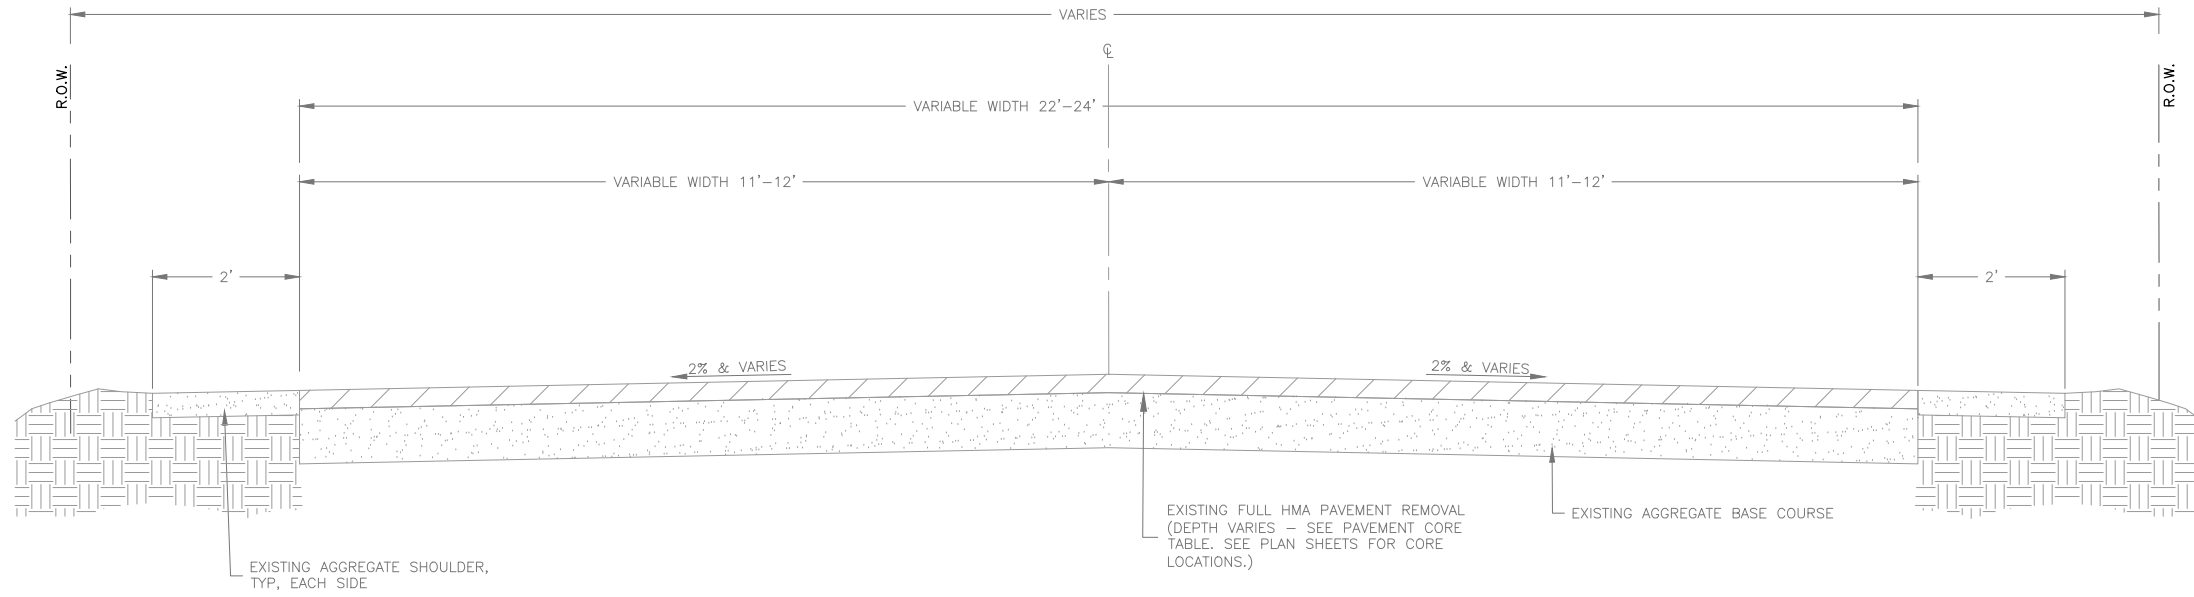 VARIES
℄
R.O.W.
R.O.W.
VARIABLE WIDTH 22'-24'
VARIABLE WIDTH 11'-12'
VARIABLE WIDTH 11'-12'
2'
2'
2% & VARIES
2% & VARIES
EXISTING FULL HMA PAVEMENT REMOVAL
(DEPTH VARIES – SEE PAVEMENT CORE
TABLE. SEE PLAN SHEETS FOR CORE
LOCATIONS.)
EXISTING AGGREGATE BASE COURSE
EXISTING AGGREGATE SHOULDER,
TYP, EACH SIDE